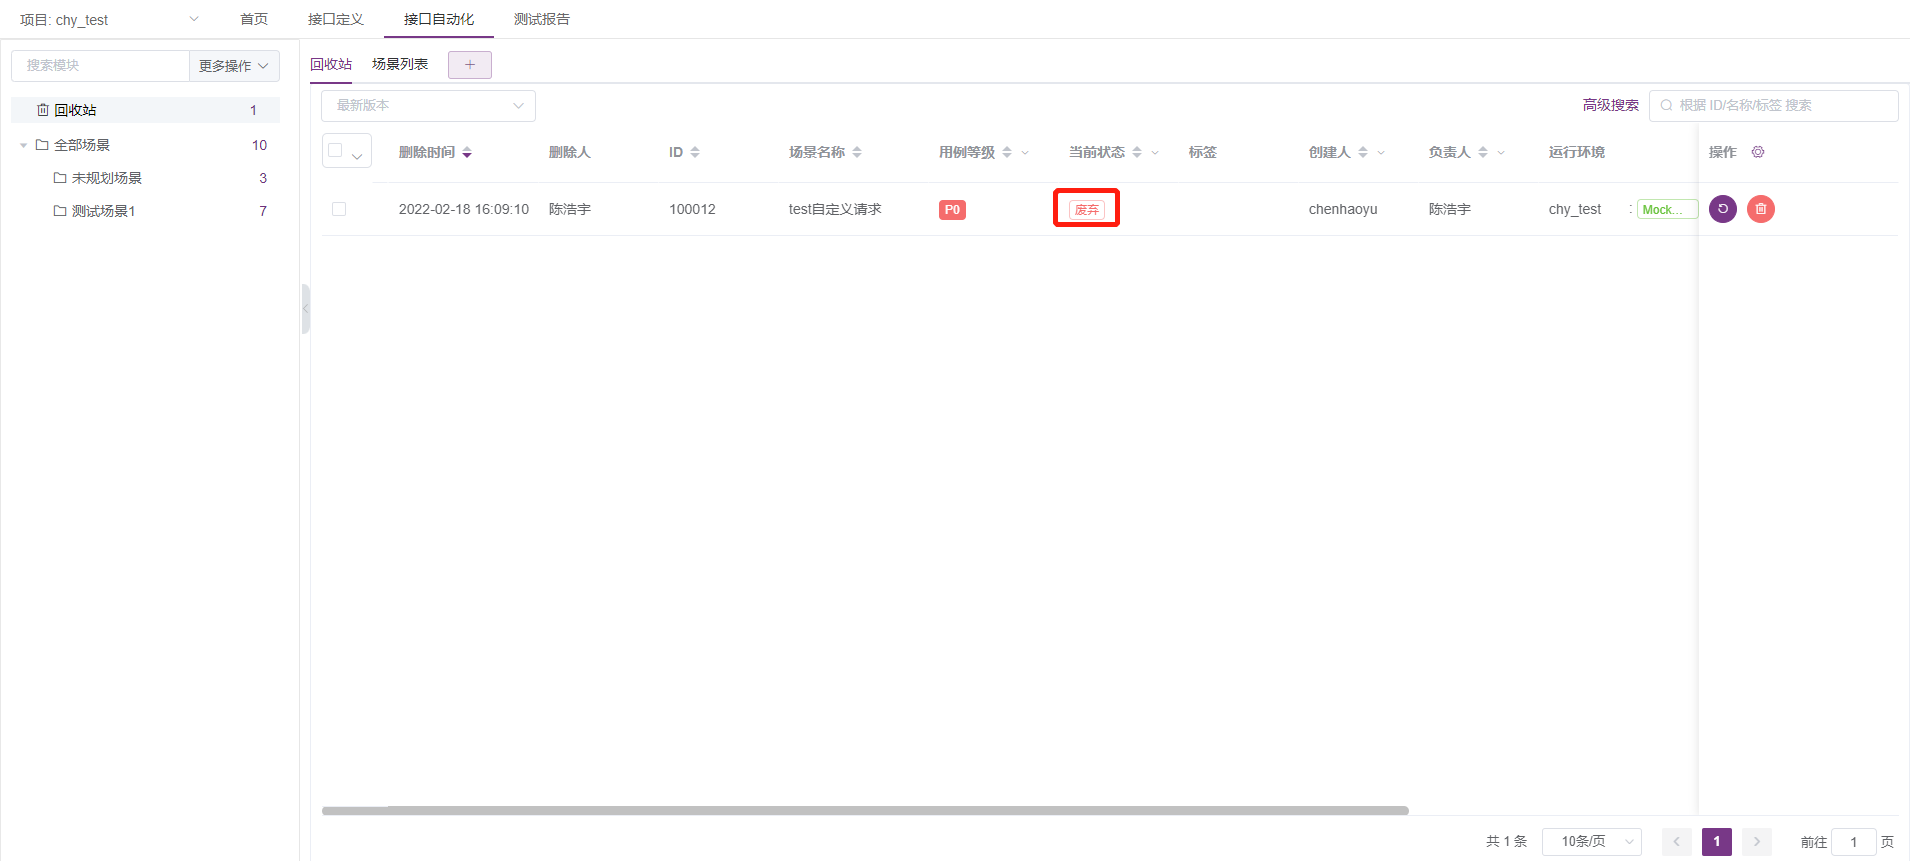 项目: chy_test 首页 接口定义 接口自动化 测试报告
搜索模块 更多操作
回收站 1
全部场景 10
未规划场景 3
测试场景1 7
回收站 场景列表 +
最新版本 高级搜索 根据 ID/名称/标签 搜索
删除时间 删除人 ID 场景名称 用例等级 当前状态 标签 创建人 负责人 运行环境 操作
2022-02-18 16:09:10 陈浩宇 100012 test自定义请求 P0 废弃 chenhaoyu 陈浩宇 chy_test : Mock...
共 1 条 10条/页 1 前往 1 页